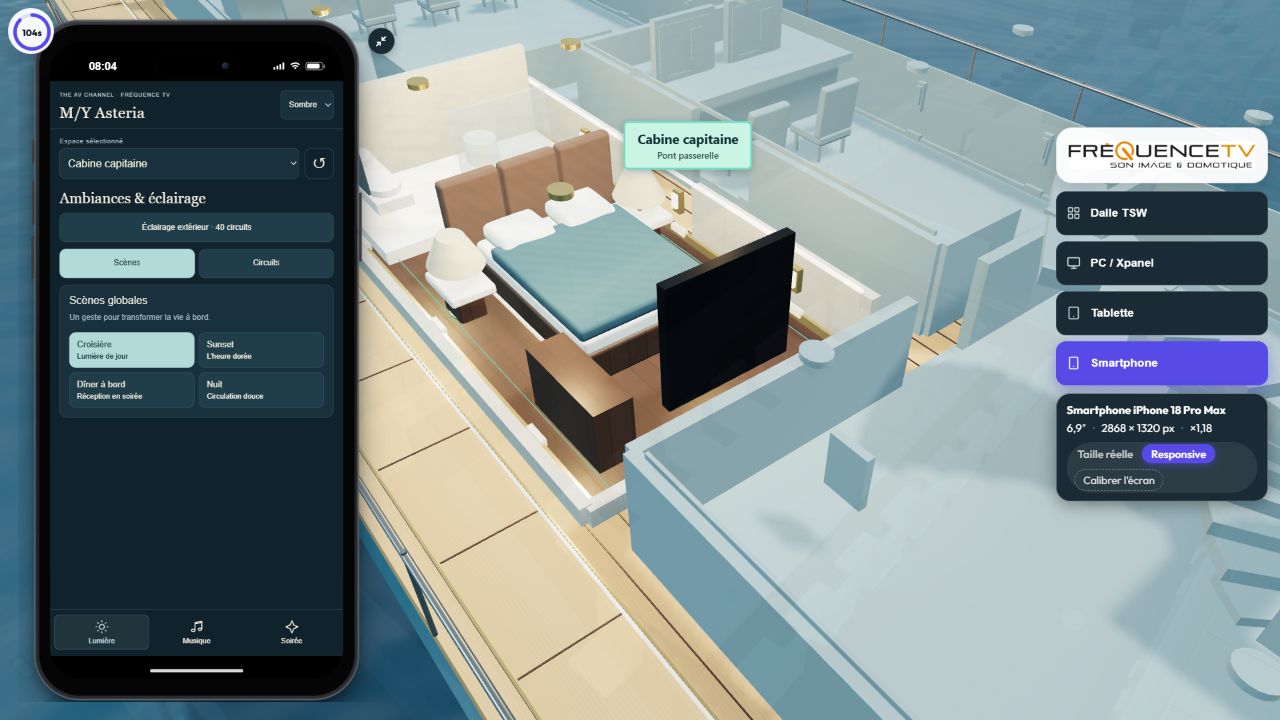 104s
08:04
THE AV CHANNEL · FRÉQUENCE TV
M/Y Asteria
Sombre
Espace sélectionné
Cabine capitaine
Ambiances & éclairage
Éclairage extérieur · 40 circuits
Scènes
Circuits
Scènes globales
Un geste pour transformer la vie à bord.
Croisière
Lumière de jour
Sunset
L'heure dorée
Dîner à bord
Réception en soirée
Nuit
Circulation douce
Lumière
Musique
Soirée
Cabine capitaine
Pont passerelle
FRÉQUENCETV
SON IMAGE & DOMOTIQUE
Dalle TSW
PC / Xpanel
Tablette
Smartphone
Smartphone iPhone 18 Pro Max
6,9″ · 2868 × 1320 px · ×1,18
Taille réelle
Responsive
Calibrer l'écran